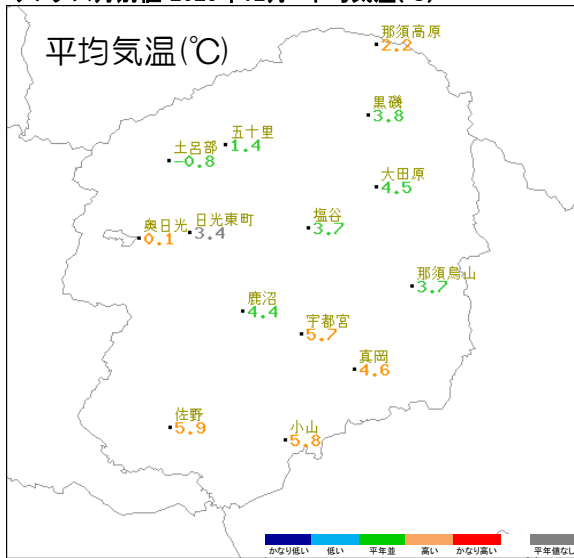 平均気温(℃)
那須高原
2.2
黒磯
3.8
五十里
1.4
土呂部
-0.8
大田原
4.5
塩谷
3.7
日光東町
3.4
奥日光
0.1
那須烏山
3.7
鹿沼
4.4
宇都宮
5.7
真岡
4.6
佐野
5.9
小山
5.8
かなり低い 低い 平年並 高い かなり高い 平年値なし